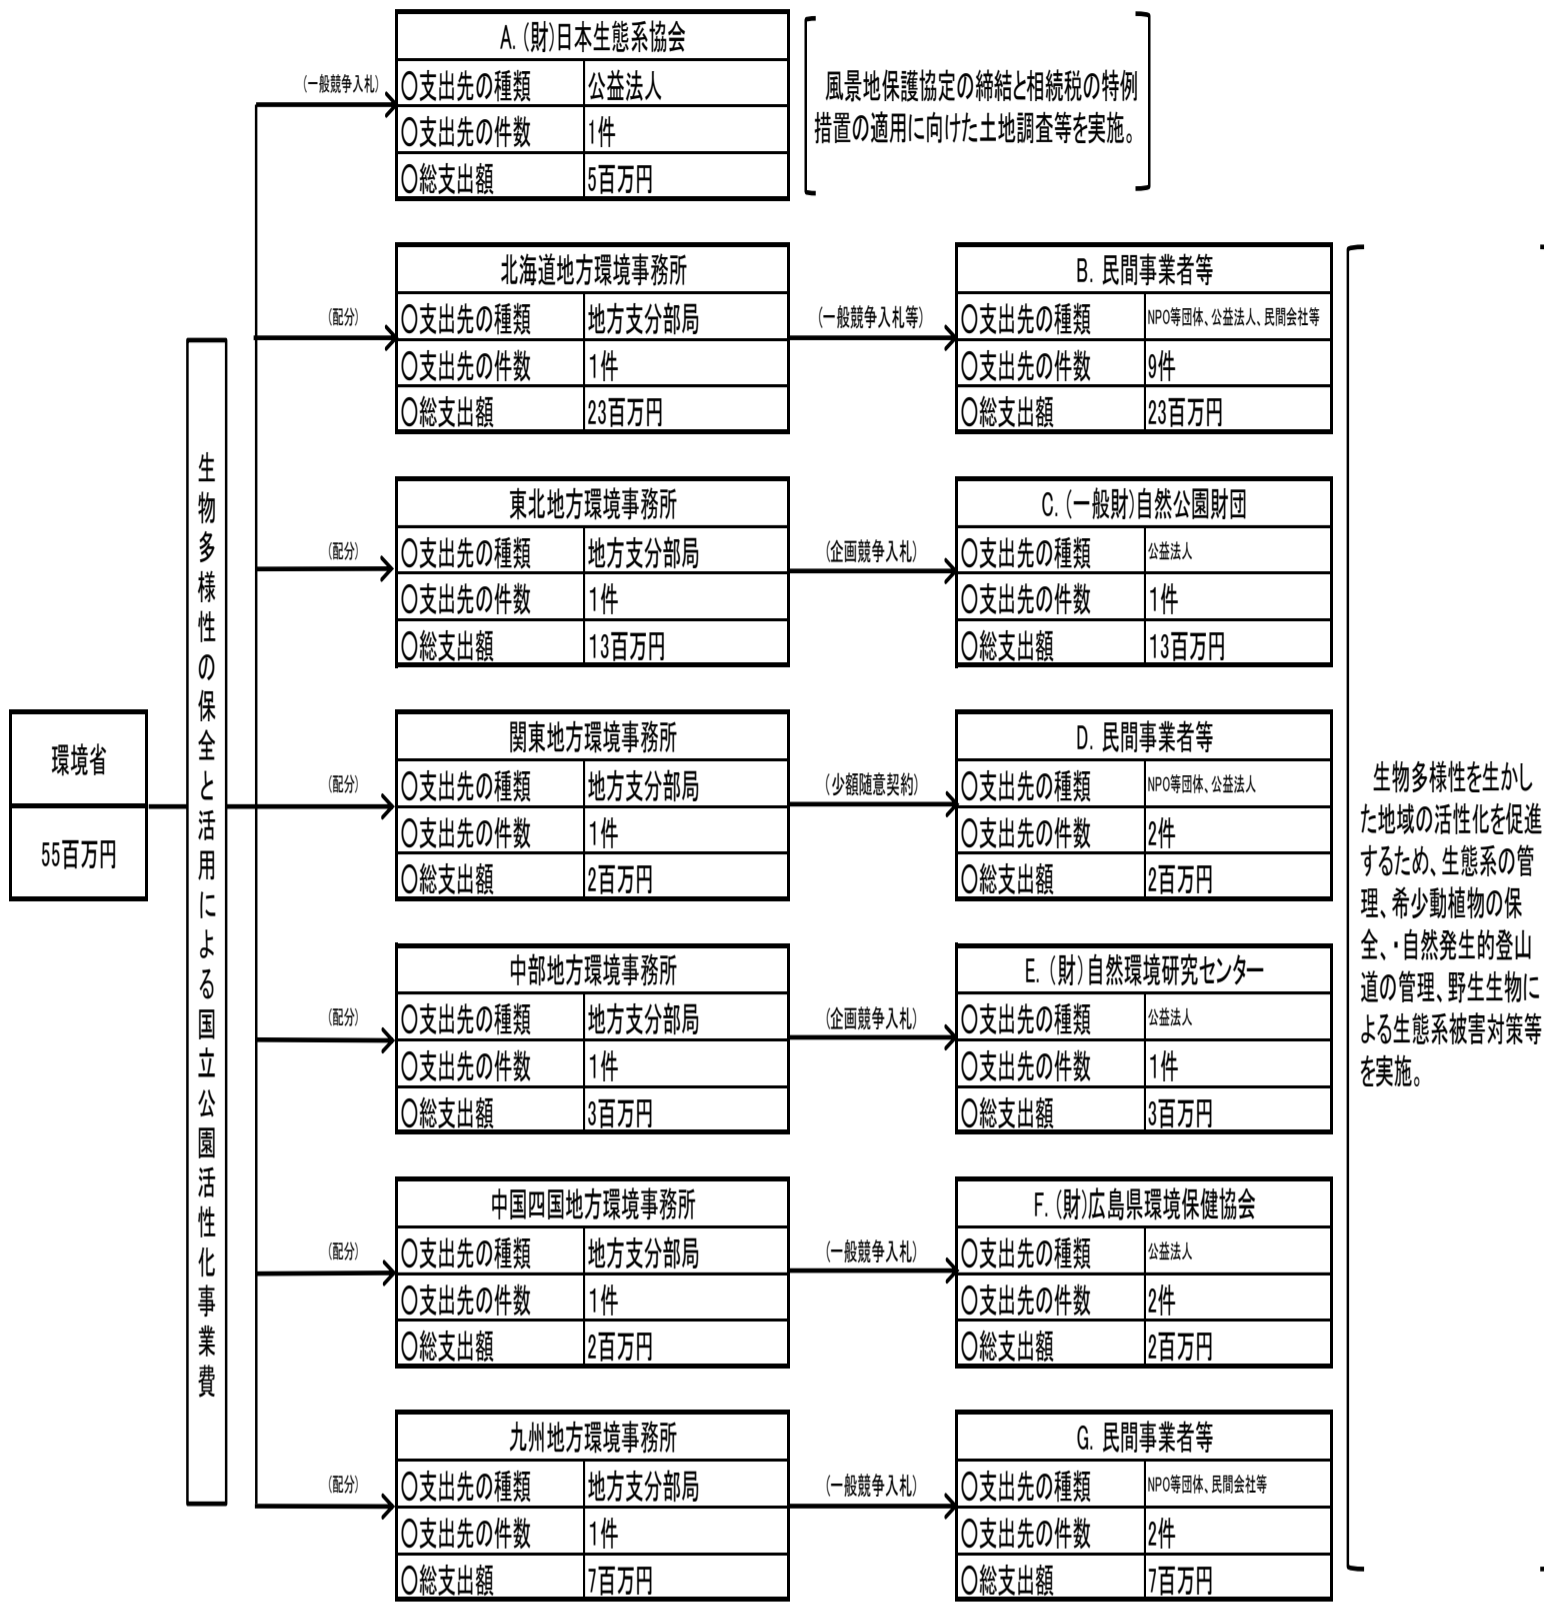 環境省
55百万円
生物多様性の保全と活用による国立公園活性化事業費
(一般競争入札)
A.(財)日本生態系協会
○支出先の種類 公益法人
○支出先の件数 1件
○総支出額 5百万円
風景地保護協定の締結と相続税の特例
措置の適用に向けた土地調査等を実施。
(配分)
北海道地方環境事務所
○支出先の種類 地方支分部局
○支出先の件数 1件
○総支出額 23百万円
(一般競争入札等)
B. 民間事業者等
○支出先の種類 NPO等団体、公益法人、民間会社等
○支出先の件数 9件
○総支出額 23百万円
(配分)
東北地方環境事務所
○支出先の種類 地方支分部局
○支出先の件数 1件
○総支出額 13百万円
(企画競争入札)
C.(一般財)自然公園財団
○支出先の種類 公益法人
○支出先の件数 1件
○総支出額 13百万円
(配分)
関東地方環境事務所
○支出先の種類 地方支分部局
○支出先の件数 1件
○総支出額 2百万円
(少額随意契約)
D. 民間事業者等
○支出先の種類 NPO等団体、公益法人
○支出先の件数 2件
○総支出額 2百万円
(配分)
中部地方環境事務所
○支出先の種類 地方支分部局
○支出先の件数 1件
○総支出額 3百万円
(企画競争入札)
E.(財)自然環境研究センター
○支出先の種類 公益法人
○支出先の件数 1件
○総支出額 3百万円
(配分)
中国四国地方環境事務所
○支出先の種類 地方支分部局
○支出先の件数 1件
○総支出額 2百万円
(一般競争入札)
F.(財)広島県環境保健協会
○支出先の種類 公益法人
○支出先の件数 2件
○総支出額 2百万円
(配分)
九州地方環境事務所
○支出先の種類 地方支分部局
○支出先の件数 1件
○総支出額 7百万円
(一般競争入札)
G. 民間事業者等
○支出先の種類 NPO等団体、民間会社等
○支出先の件数 2件
○総支出額 7百万円
生物多様性を生かし
た地域の活性化を促進
するため、生態系の管
理、希少動植物の保
全、・自然発生的登山
道の管理、野生生物に
よる生態系被害対策等
を実施。